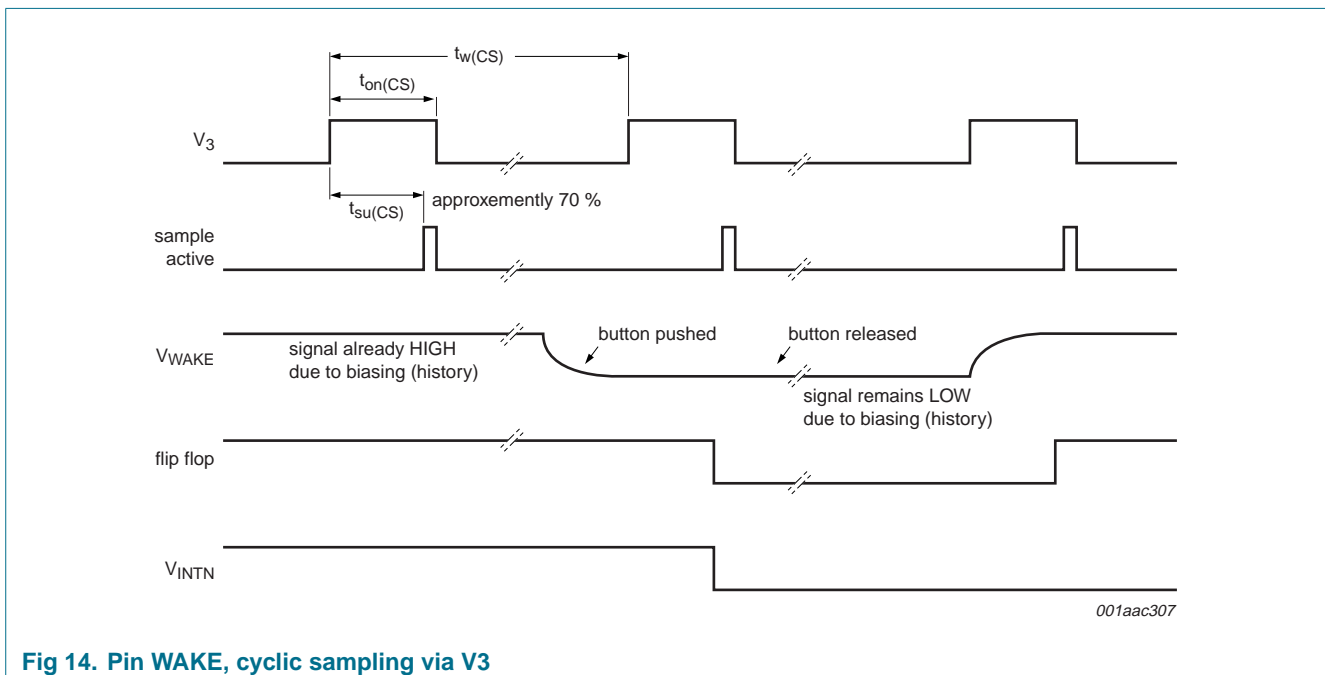 tw(CS)
ton(CS)
V3
tsu(CS)
approxemently 70 %
sample
active
button pushed
button released
VWAKE
signal already HIGH
due to biasing (history)
signal remains LOW
due to biasing (history)
flip flop
VINTN
001aac307
Fig 14. Pin WAKE, cyclic sampling via V3